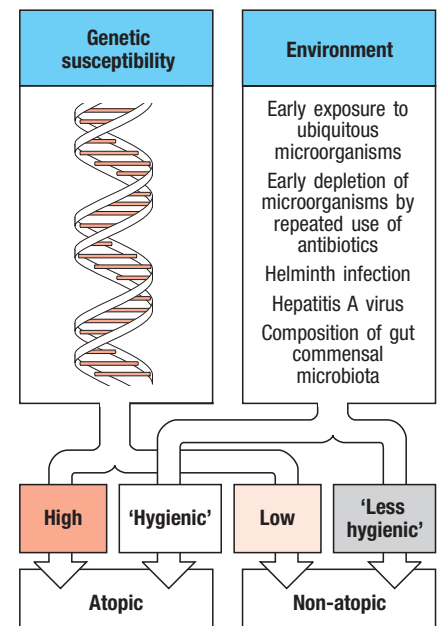 Genetic
susceptibility
Environment
Early exposure to
ubiquitous
microorganisms
Early depletion of
microorganisms by
repeated use of
antibiotics
Helminth infection
Hepatitis A virus
Composition of gut
commensal
microbiota
High
‘Hygienic’
Low
‘Less
hygienic’
Atopic
Non-atopic